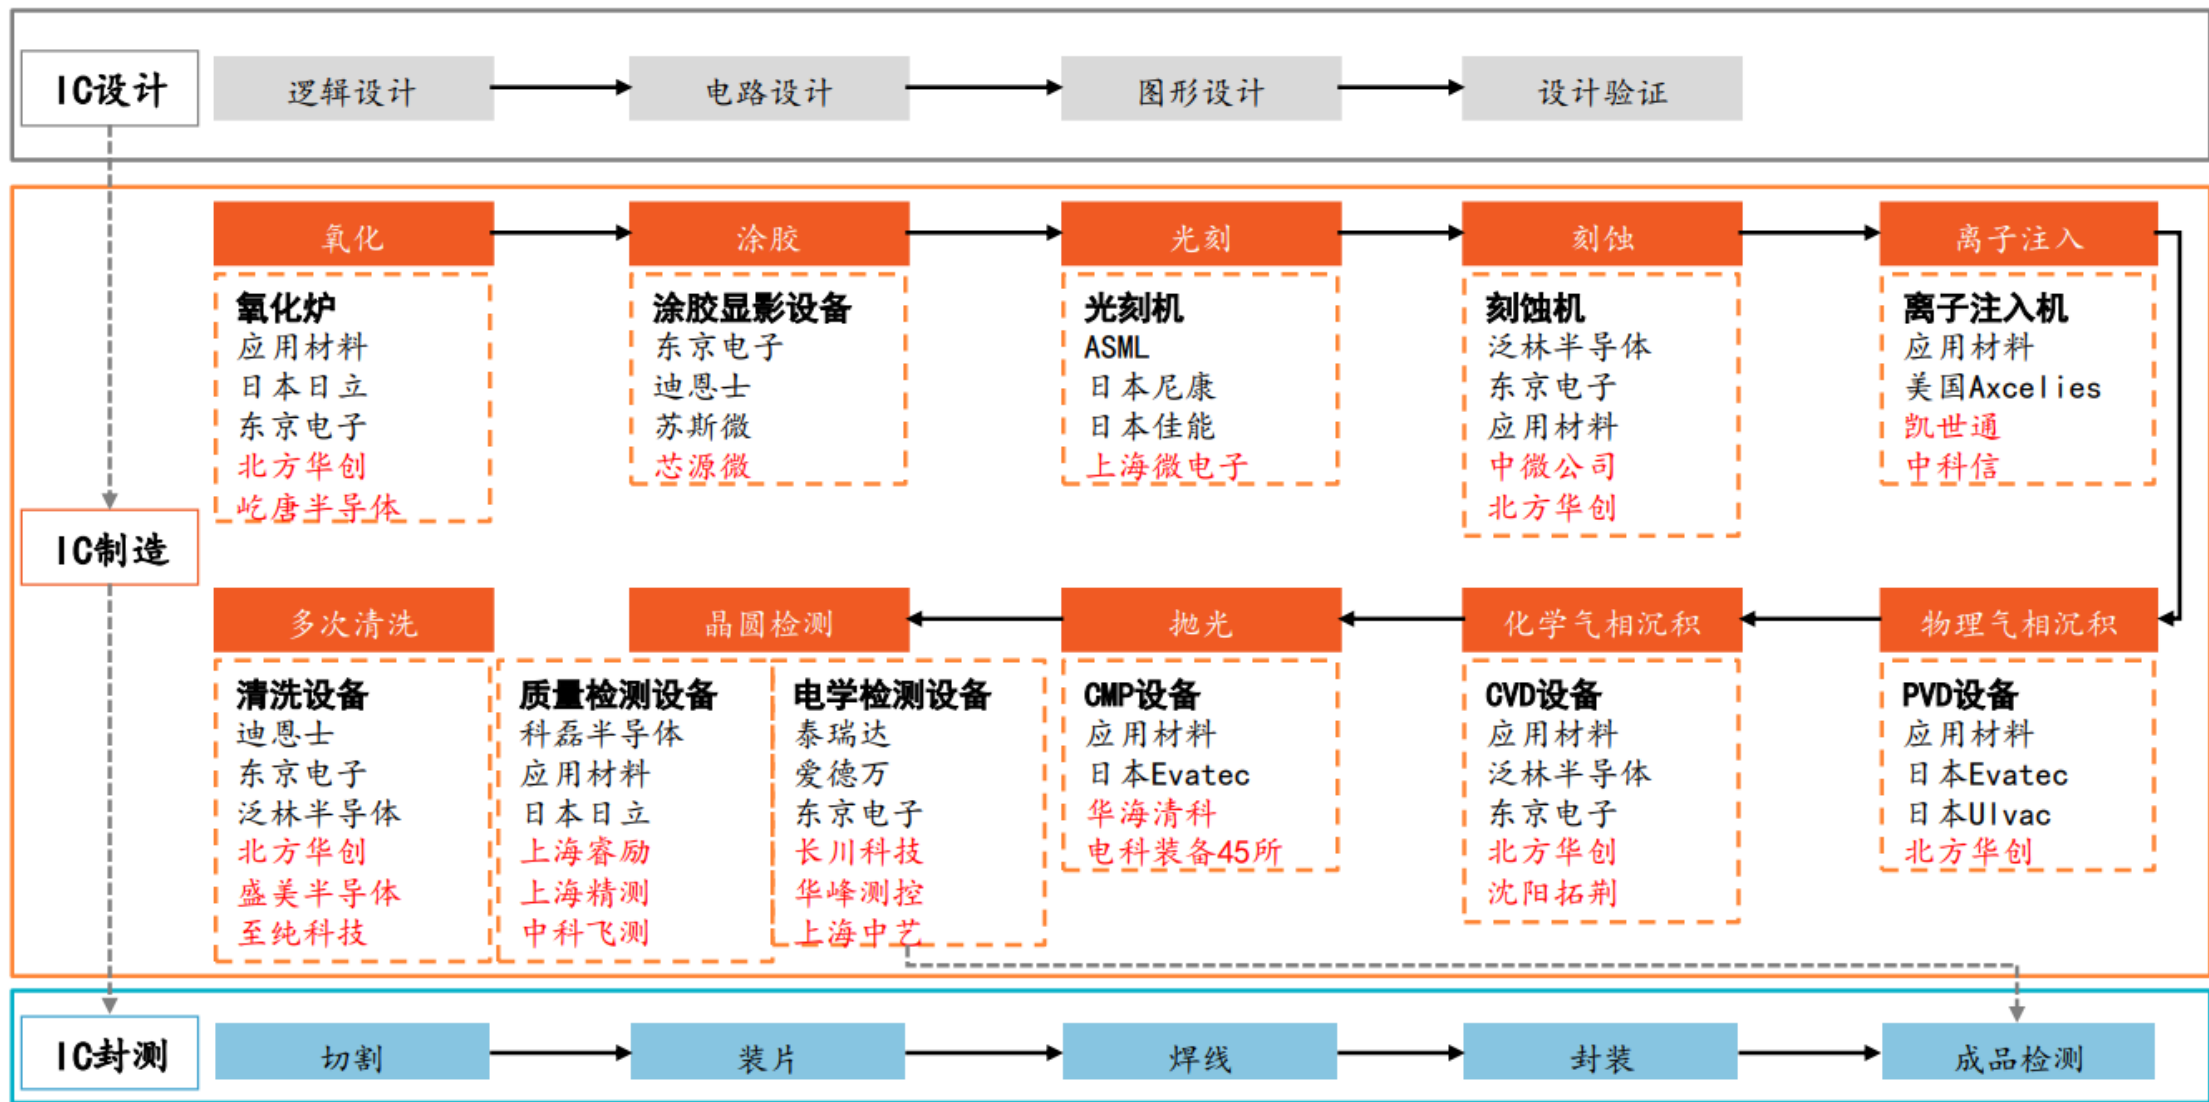 IC设计
逻辑设计
电路设计
图形设计
设计验证
IC制造
氧化
氧化炉
应用材料
日本日立
东京电子
北方华创
屹唐半导体
涂胶
涂胶显影设备
东京电子
迪恩士
苏斯微
芯源微
光刻
光刻机
ASML
日本尼康
日本佳能
上海微电子
刻蚀
刻蚀机
泛林半导体
东京电子
应用材料
中微公司
北方华创
离子注入
离子注入机
应用材料
美国Axcelies
凯世通
中科信
多次清洗
清洗设备
迪恩士
东京电子
泛林半导体
北方华创
盛美半导体
至纯科技
晶圆检测
质量检测设备
科磊半导体
应用材料
日本日立
上海睿励
上海精测
中科飞测
电学检测设备
泰瑞达
爱德万
东京电子
长川科技
华峰测控
上海中艺
抛光
CMP设备
应用材料
日本Evatec
华海清科
电科装备45所
化学气相沉积
CVD设备
应用材料
泛林半导体
东京电子
北方华创
沈阳拓荆
物理气相沉积
PVD设备
应用材料
日本Evatec
日本Ulvac
北方华创
IC封测
切割
装片
焊线
封装
成品检测